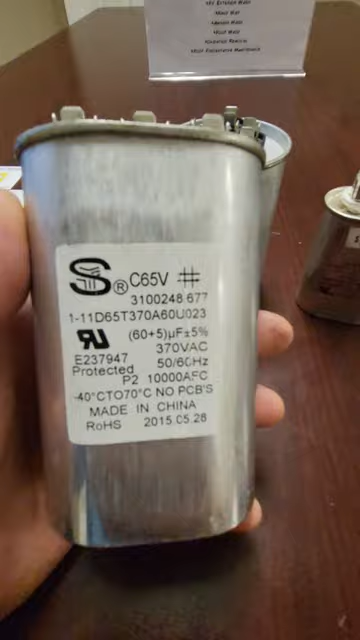 S ® C65V
3100248 677
1-11D65T370A60U023
RU (60+5)µF±5%
370VAC
E237947 50/60Hz
Protected P2 10000AFC
-40°CTO70°C NO PCB'S
MADE IN CHINA
RoHS 2015.05.28